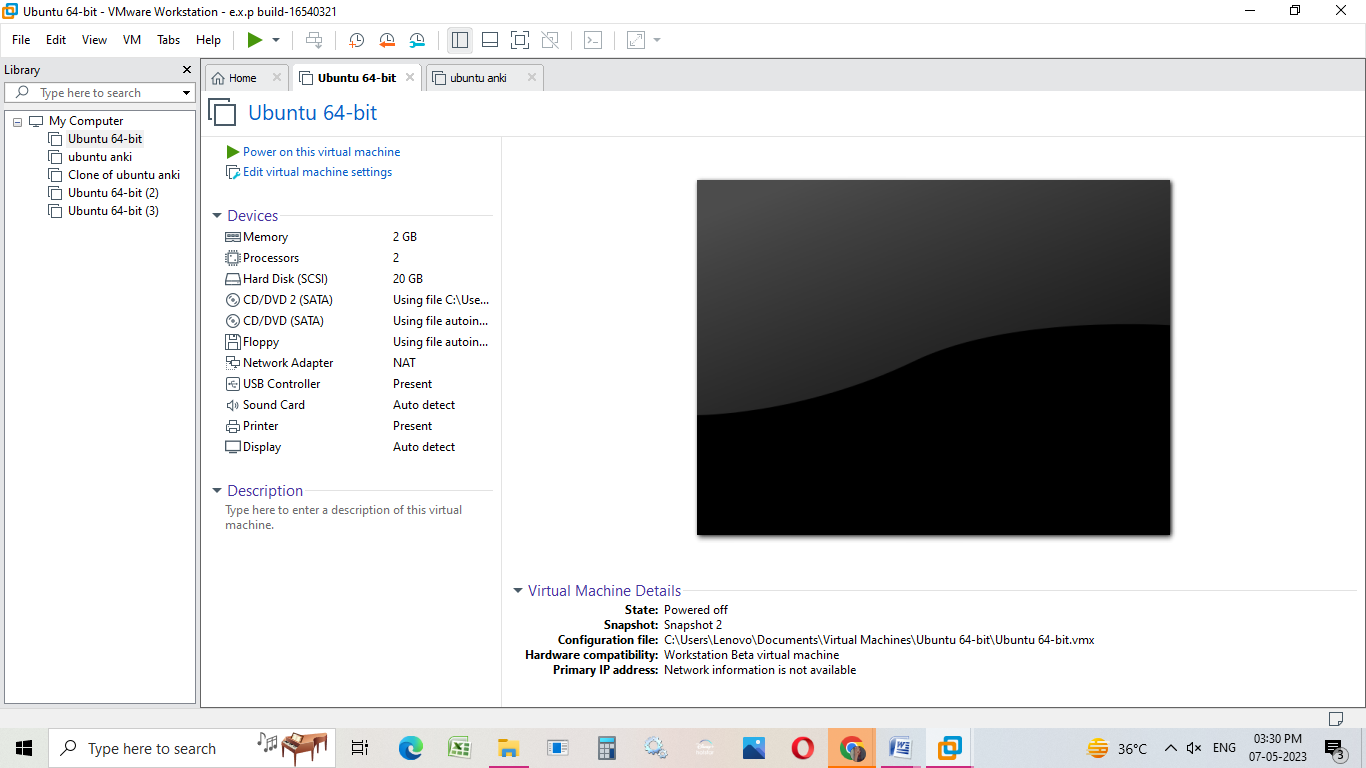 Ubuntu 64-bit - VMware Workstation - e.x.p build-16540321
File Edit View VM Tabs Help
Library
Type here to search
My Computer
Ubuntu 64-bit
ubuntu anki
Clone of ubuntu anki
Ubuntu 64-bit (2)
Ubuntu 64-bit (3)
Home Ubuntu 64-bit ubuntu anki
Ubuntu 64-bit
Power on this virtual machine
Edit virtual machine settings
Devices
Memory 2 GB
Processors 2
Hard Disk (SCSI) 20 GB
CD/DVD 2 (SATA) Using file C:\Use...
CD/DVD (SATA) Using file autoin...
Floppy Using file autoin...
Network Adapter NAT
USB Controller Present
Sound Card Auto detect
Printer Present
Display Auto detect
Description
Type here to enter a description of this virtual
machine.
Virtual Machine Details
State: Powered off
Snapshot: Snapshot 2
Configuration file: C:\Users\Lenovo\Documents\Virtual Machines\Ubuntu 64-bit\Ubuntu 64-bit.vmx
Hardware compatibility: Workstation Beta virtual machine
Primary IP address: Network information is not available
Type here to search
36°C ENG
03:30 PM
07-05-2023
3